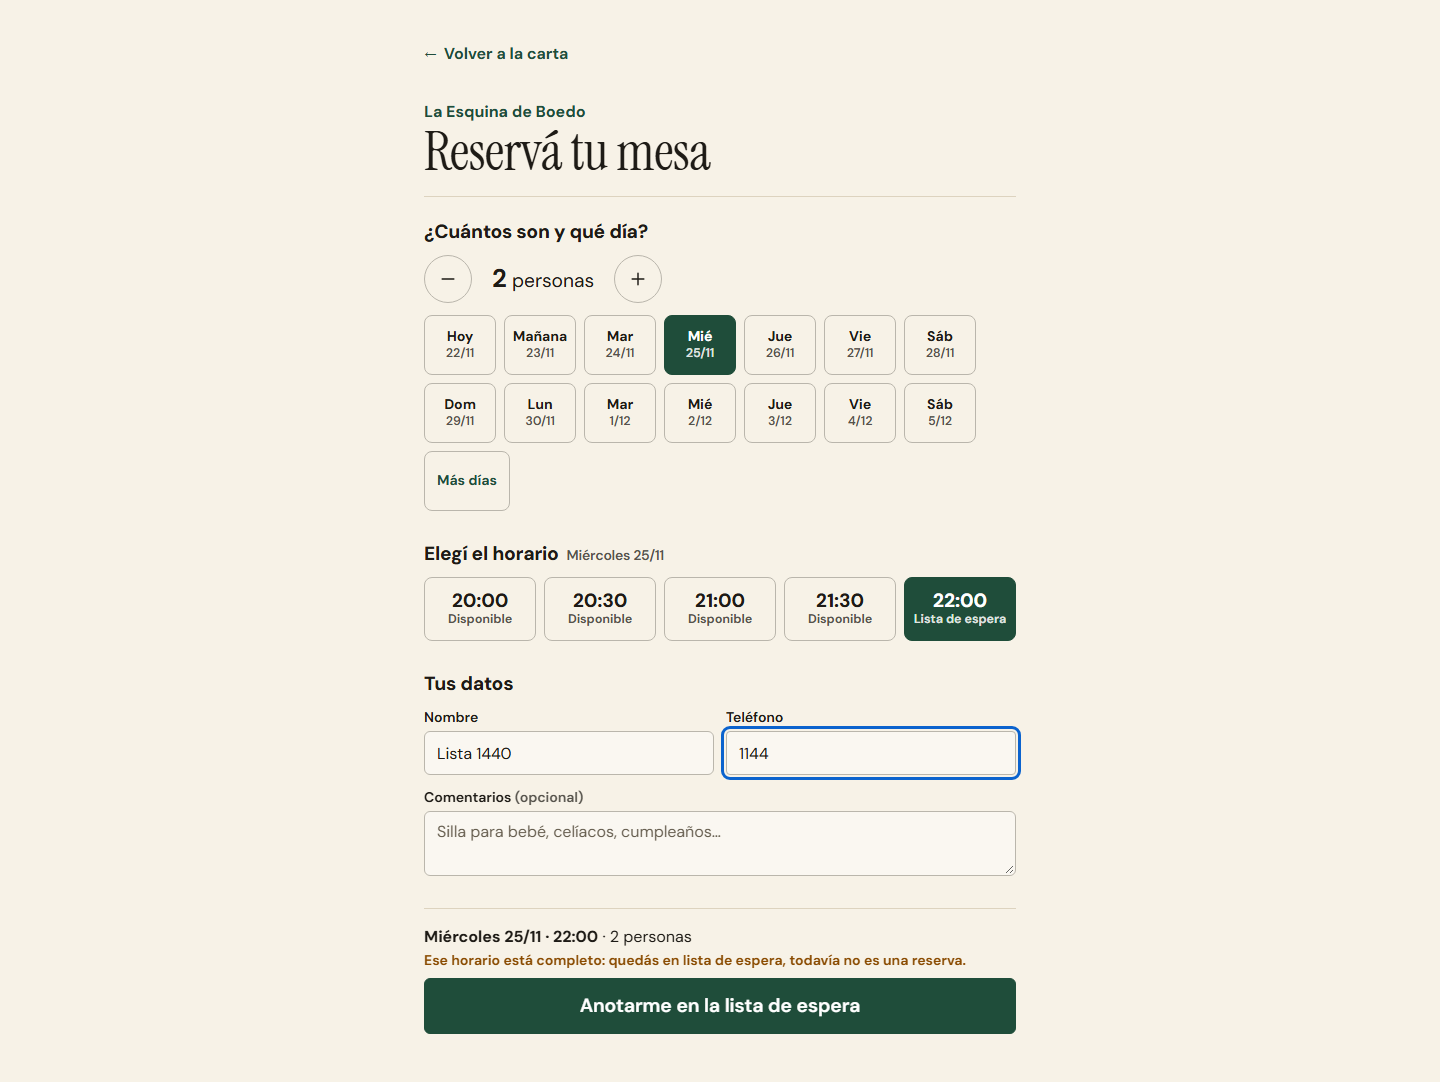 ← Volver a la carta
La Esquina de Boedo
Reservá tu mesa
¿Cuántos son y qué día?
− 2 personas +
Hoy Mañana Mar Mié Jue Vie Sáb
22/11 23/11 24/11 25/11 26/11 27/11 28/11
Dom Lun Mar Mié Jue Vie Sáb
29/11 30/11 1/12 2/12 3/12 4/12 5/12
Más días
Elegí el horario Miércoles 25/11
20:00 20:30 21:00 21:30 22:00
Disponible Disponible Disponible Disponible Lista de espera
Tus datos
Nombre Teléfono
Lista 1440 1144
Comentarios (opcional)
Silla para bebé, celíacos, cumpleaños...
Miércoles 25/11 · 22:00 · 2 personas
Ese horario está completo: quedás en lista de espera, todavía no es una reserva.
Anotarme en la lista de espera